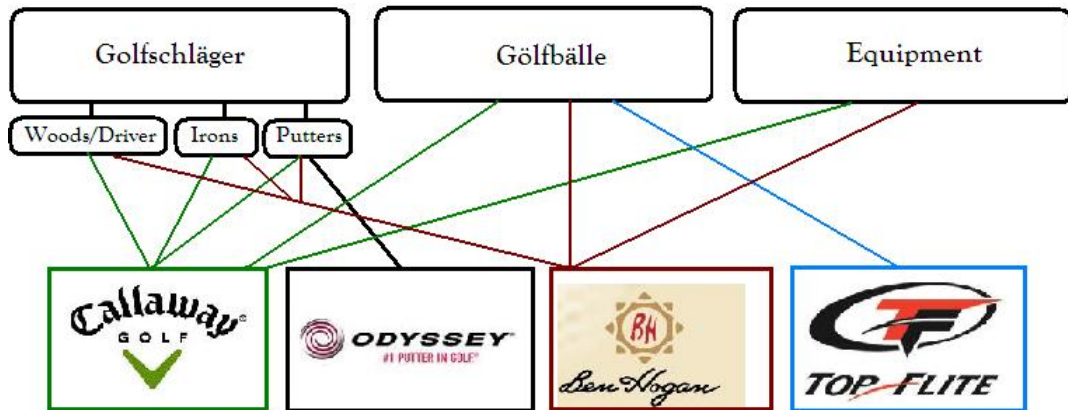 Golfschläger
Gölfbälle
Equipment
Woods/Driver
Irons
Putters
Callaway®
GOLF
ODYSSEY®
#1 PUTTER IN GOLF®
BH
Ben Hogan
TF
TOP FLITE